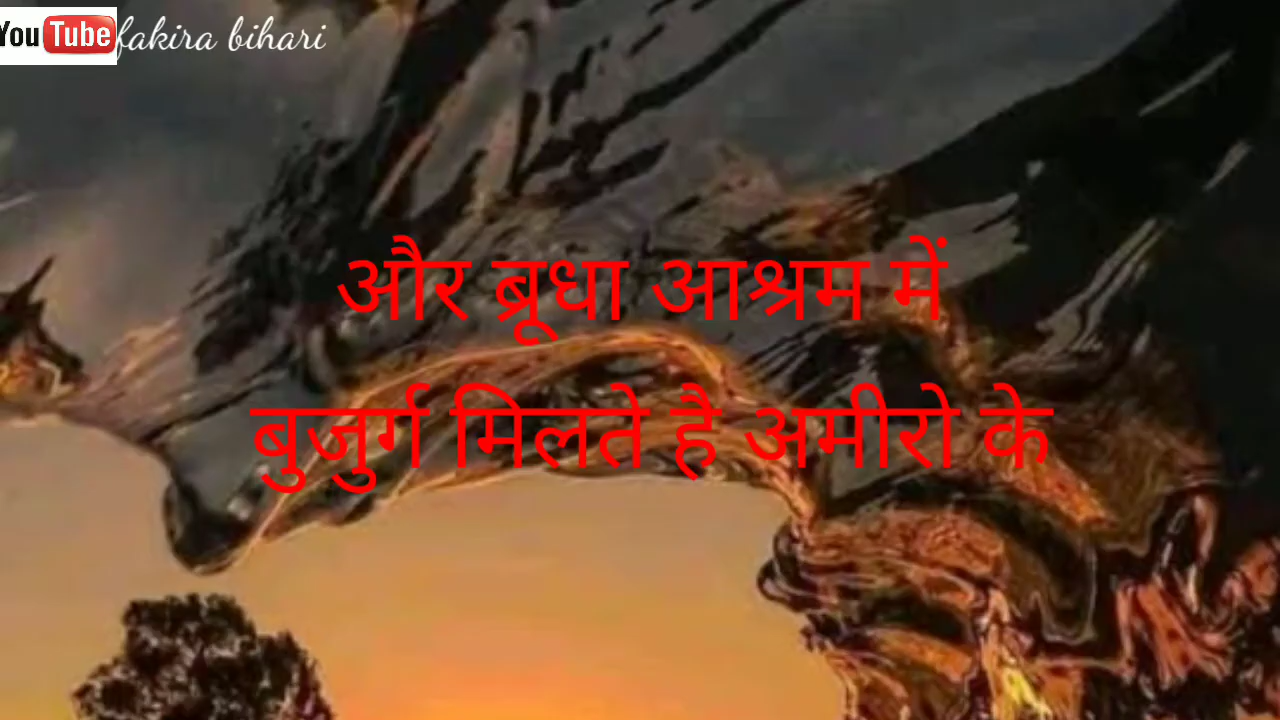 YouTube fakira bihari
और ब्रूधा आश्रम में
बुजुर्ग मिलते है अमीरो के